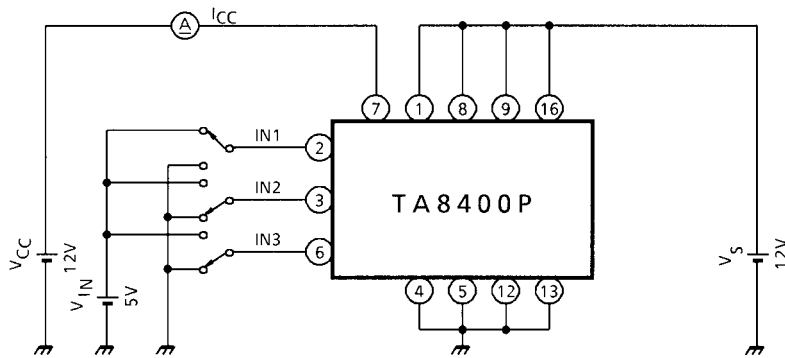 A ICC
7 1 8 9 16
IN1 2
IN2 3
IN3 6
TA8400P
VCC 12V
VIN 5V
VS 12V
4 5 12 13